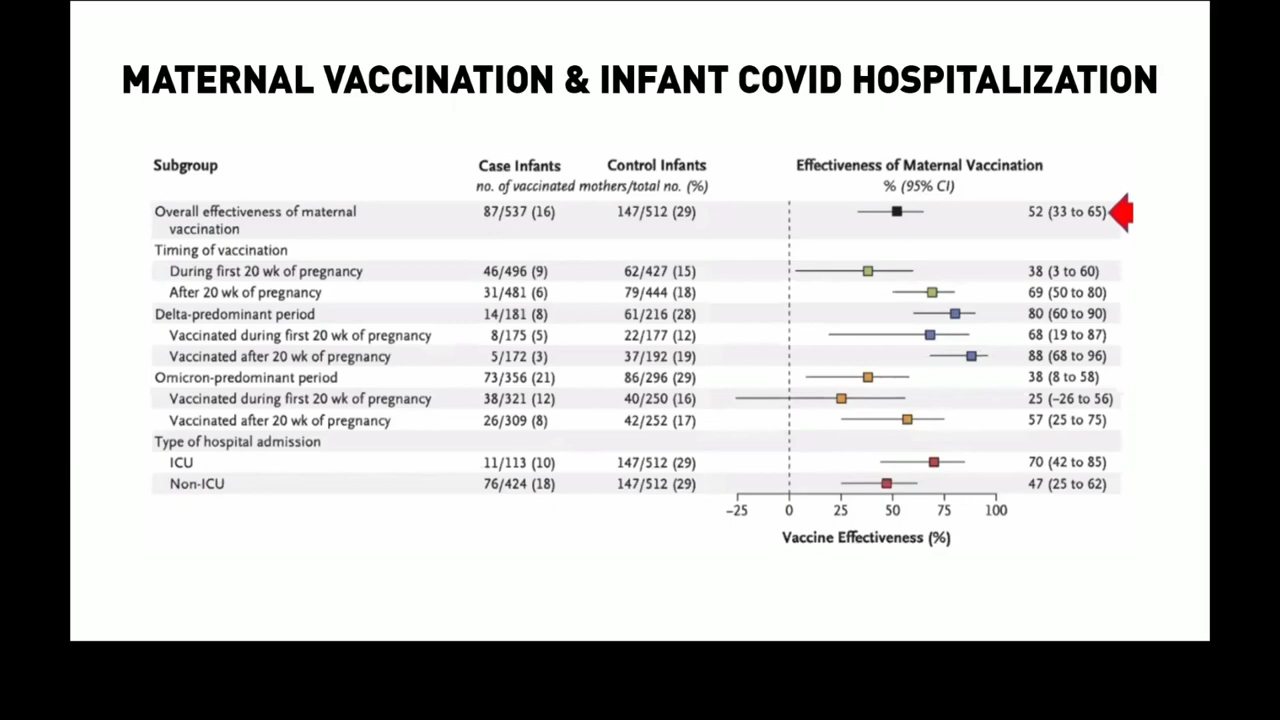 MATERNAL VACCINATION & INFANT COVID HOSPITALIZATION
Subgroup Case Infants Control Infants Effectiveness of Maternal Vaccination
no. of vaccinated mothers/total no. (%) % (95% CI)
Overall effectiveness of maternal 87/537 (16) 147/512 (29) 52 (33 to 65)
vaccination
Timing of vaccination
During first 20 wk of pregnancy 46/496 (9) 62/427 (15) 38 (3 to 60)
After 20 wk of pregnancy 31/481 (6) 79/444 (18) 69 (50 to 80)
Delta-predominant period 14/181 (8) 61/216 (28) 80 (60 to 90)
Vaccinated during first 20 wk of pregnancy 8/175 (5) 22/177 (12) 68 (19 to 87)
Vaccinated after 20 wk of pregnancy 5/172 (3) 37/192 (19) 88 (68 to 96)
Omicron-predominant period 73/356 (21) 86/296 (29) 38 (8 to 58)
Vaccinated during first 20 wk of pregnancy 38/321 (12) 40/250 (16) 25 (−26 to 56)
Vaccinated after 20 wk of pregnancy 26/309 (8) 42/252 (17) 57 (25 to 75)
Type of hospital admission
ICU 11/113 (10) 147/512 (29) 70 (42 to 85)
Non-ICU 76/424 (18) 147/512 (29) 47 (25 to 62)
−25 0 25 50 75 100
Vaccine Effectiveness (%)